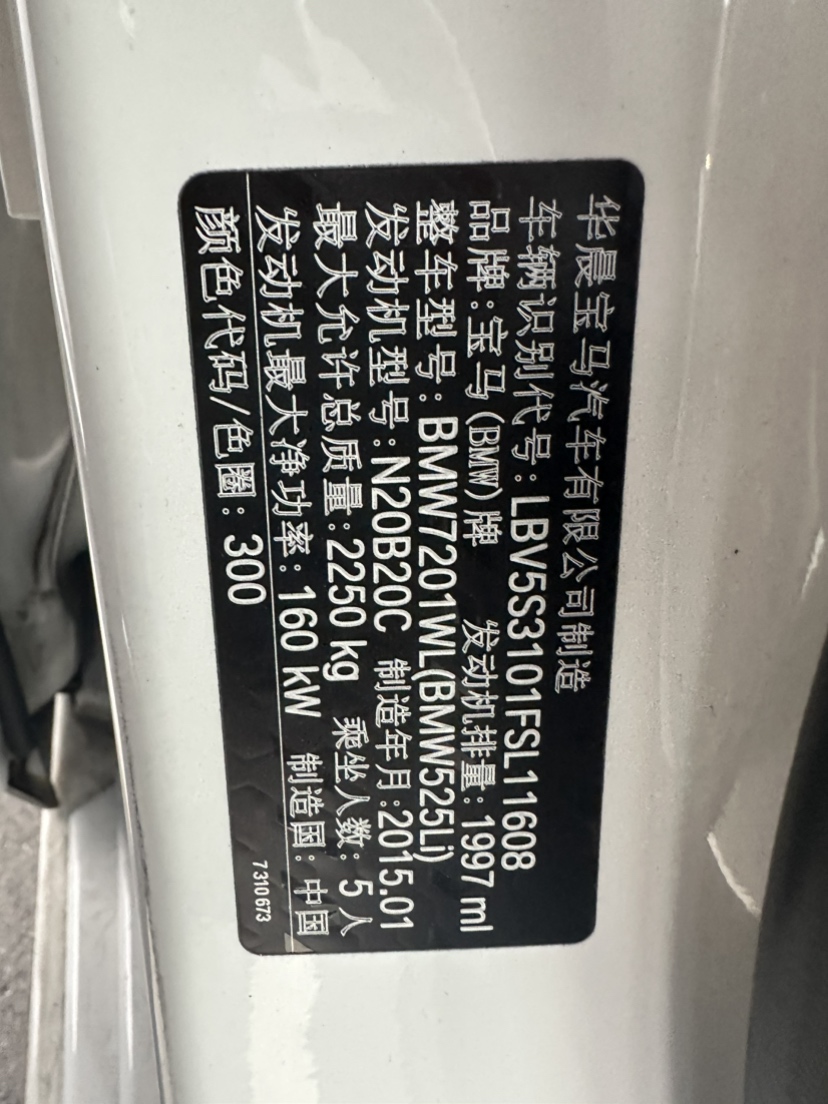 华晨宝马汽车有限公司制造
车辆识别代号：LBV5S3101FSL11608
品牌：宝马(BMW)牌 发动机排量：1997 ml
整车型号：BMW7201WL(BMW525Li)
发动机型号：N20B20C 制造年月：2015.01
最大允许总质量：2250 kg 乘坐人数：5 人
发动机最大净功率：160 kW 制造国：中国
颜色代码/色圈：300
7310673